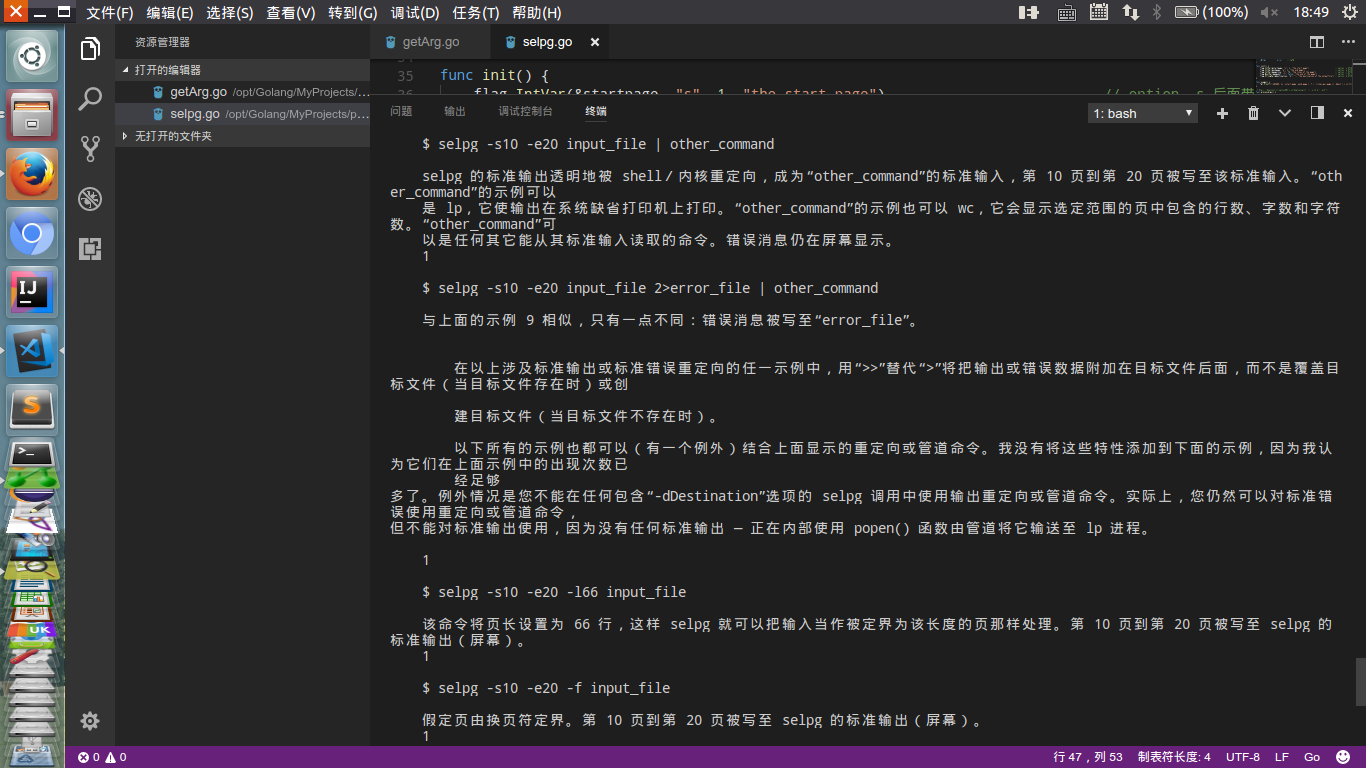 文件(F) 编辑(E) 选择(S) 查看(V) 转到(G) 调试(D) 任务(T) 帮助(H)
(100%) 18:49
资源管理器
打开的编辑器
getArg.go /opt/Golang/MyProjects/...
selpg.go /opt/Golang/MyProjects/p...
无打开的文件夹
getArg.go selpg.go
35 func init() {
问题 输出 调试控制台 终端
1: bash
$ selpg -s10 -e20 input_file | other_command
selpg 的标准输出透明地被 shell/内核重定向，成为“other_command”的标准输入，第 10 页到第 20 页被写至该标准输入。“oth
er_command”的示例可以
是 lp，它使输出在系统缺省打印机上打印。“other_command”的示例也可以 wc，它会显示选定范围的页中包含的行数、字数和字符
数。“other_command”可
以是任何其它能从其标准输入读取的命令。错误消息仍在屏幕显示。
1
$ selpg -s10 -e20 input_file 2>error_file | other_command
与上面的示例 9 相似，只有一点不同：错误消息被写至“error_file”。
在以上涉及标准输出或标准错误重定向的任一示例中，用“>>”替代“>”将把输出或错误数据附加在目标文件后面，而不是覆盖目
标文件（当目标文件存在时）或创
建目标文件（当目标文件不存在时）。
以下所有的示例也都可以（有一个例外）结合上面显示的重定向或管道命令。我没有将这些特性添加到下面的示例，因为我认
为它们在上面示例中的出现次数已
经足够
多了。例外情况是您不能在任何包含“-dDestination”选项的 selpg 调用中使用输出重定向或管道命令。实际上，您仍然可以对标准错
误使用重定向或管道命令，
但不能对标准输出使用，因为没有任何标准输出 — 正在内部使用 popen() 函数由管道将它输送至 lp 进程。
1
$ selpg -s10 -e20 -l66 input_file
该命令将页长设置为 66 行，这样 selpg 就可以把输入当作被定界为该长度的页那样处理。第 10 页到第 20 页被写至 selpg 的
标准输出（屏幕）。
1
$ selpg -s10 -e20 -f input_file
假定页由换页符定界。第 10 页到第 20 页被写至 selpg 的标准输出（屏幕）。
1
0 0 行 47，列 53 制表符长度: 4 UTF-8 LF Go